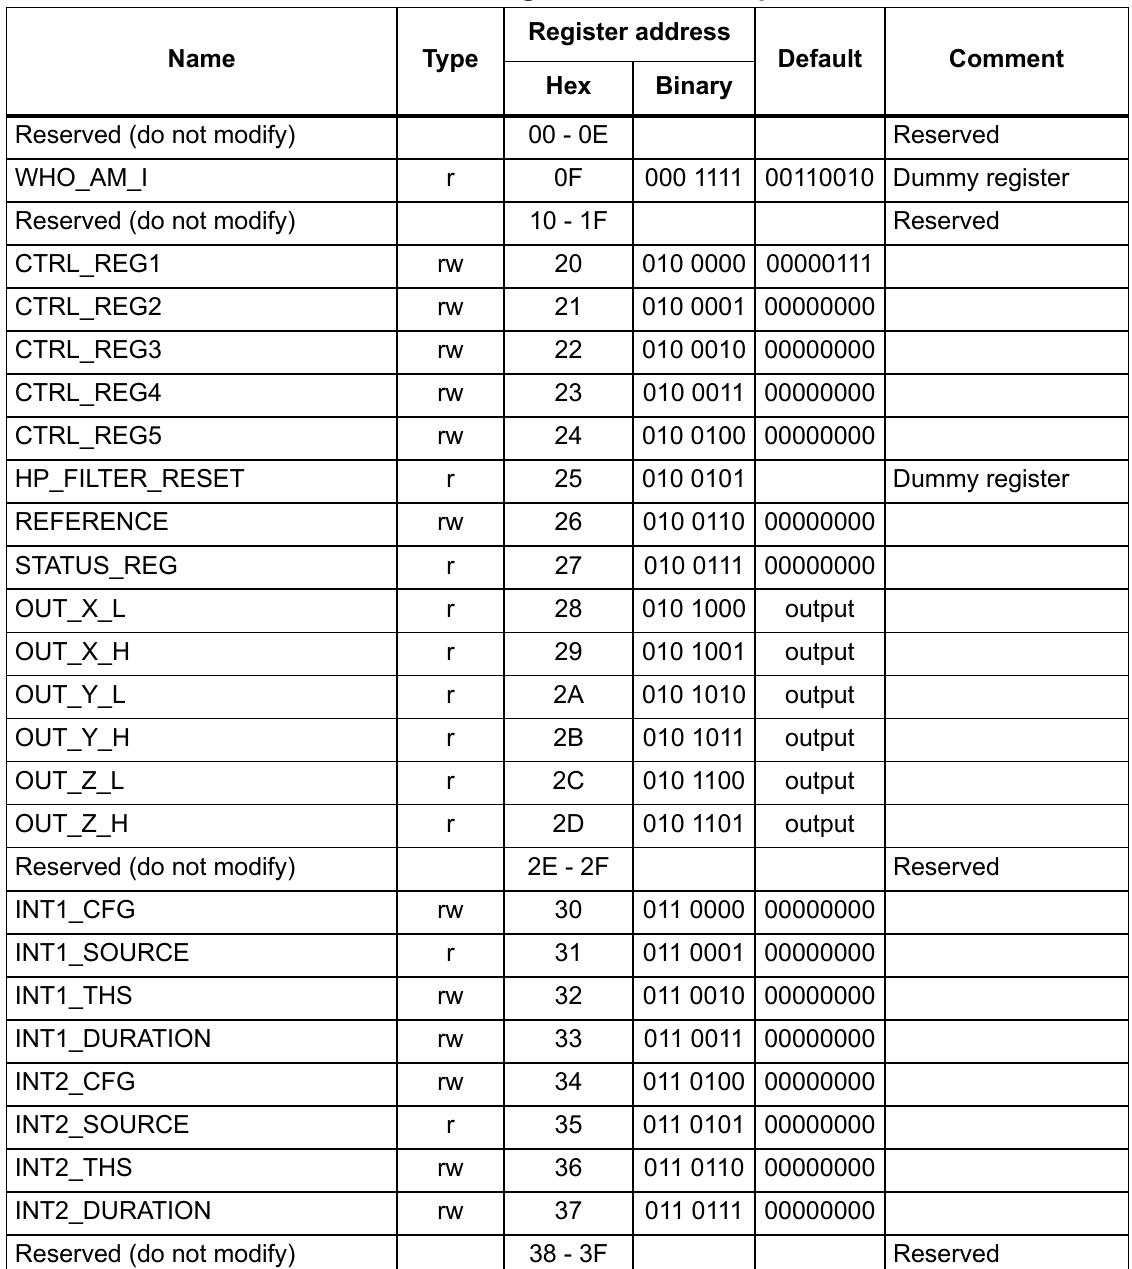 Name Type Register address Default Comment
Hex Binary
Reserved (do not modify) 00 - 0E Reserved
WHO_AM_I r 0F 000 1111 00110010 Dummy register
Reserved (do not modify) 10 - 1F Reserved
CTRL_REG1 rw 20 010 0000 00000111
CTRL_REG2 rw 21 010 0001 00000000
CTRL_REG3 rw 22 010 0010 00000000
CTRL_REG4 rw 23 010 0011 00000000
CTRL_REG5 rw 24 010 0100 00000000
HP_FILTER_RESET r 25 010 0101 Dummy register
REFERENCE rw 26 010 0110 00000000
STATUS_REG r 27 010 0111 00000000
OUT_X_L r 28 010 1000 output
OUT_X_H r 29 010 1001 output
OUT_Y_L r 2A 010 1010 output
OUT_Y_H r 2B 010 1011 output
OUT_Z_L r 2C 010 1100 output
OUT_Z_H r 2D 010 1101 output
Reserved (do not modify) 2E - 2F Reserved
INT1_CFG rw 30 011 0000 00000000
INT1_SOURCE r 31 011 0001 00000000
INT1_THS rw 32 011 0010 00000000
INT1_DURATION rw 33 011 0011 00000000
INT2_CFG rw 34 011 0100 00000000
INT2_SOURCE r 35 011 0101 00000000
INT2_THS rw 36 011 0110 00000000
INT2_DURATION rw 37 011 0111 00000000
Reserved (do not modify) 38 - 3F Reserved